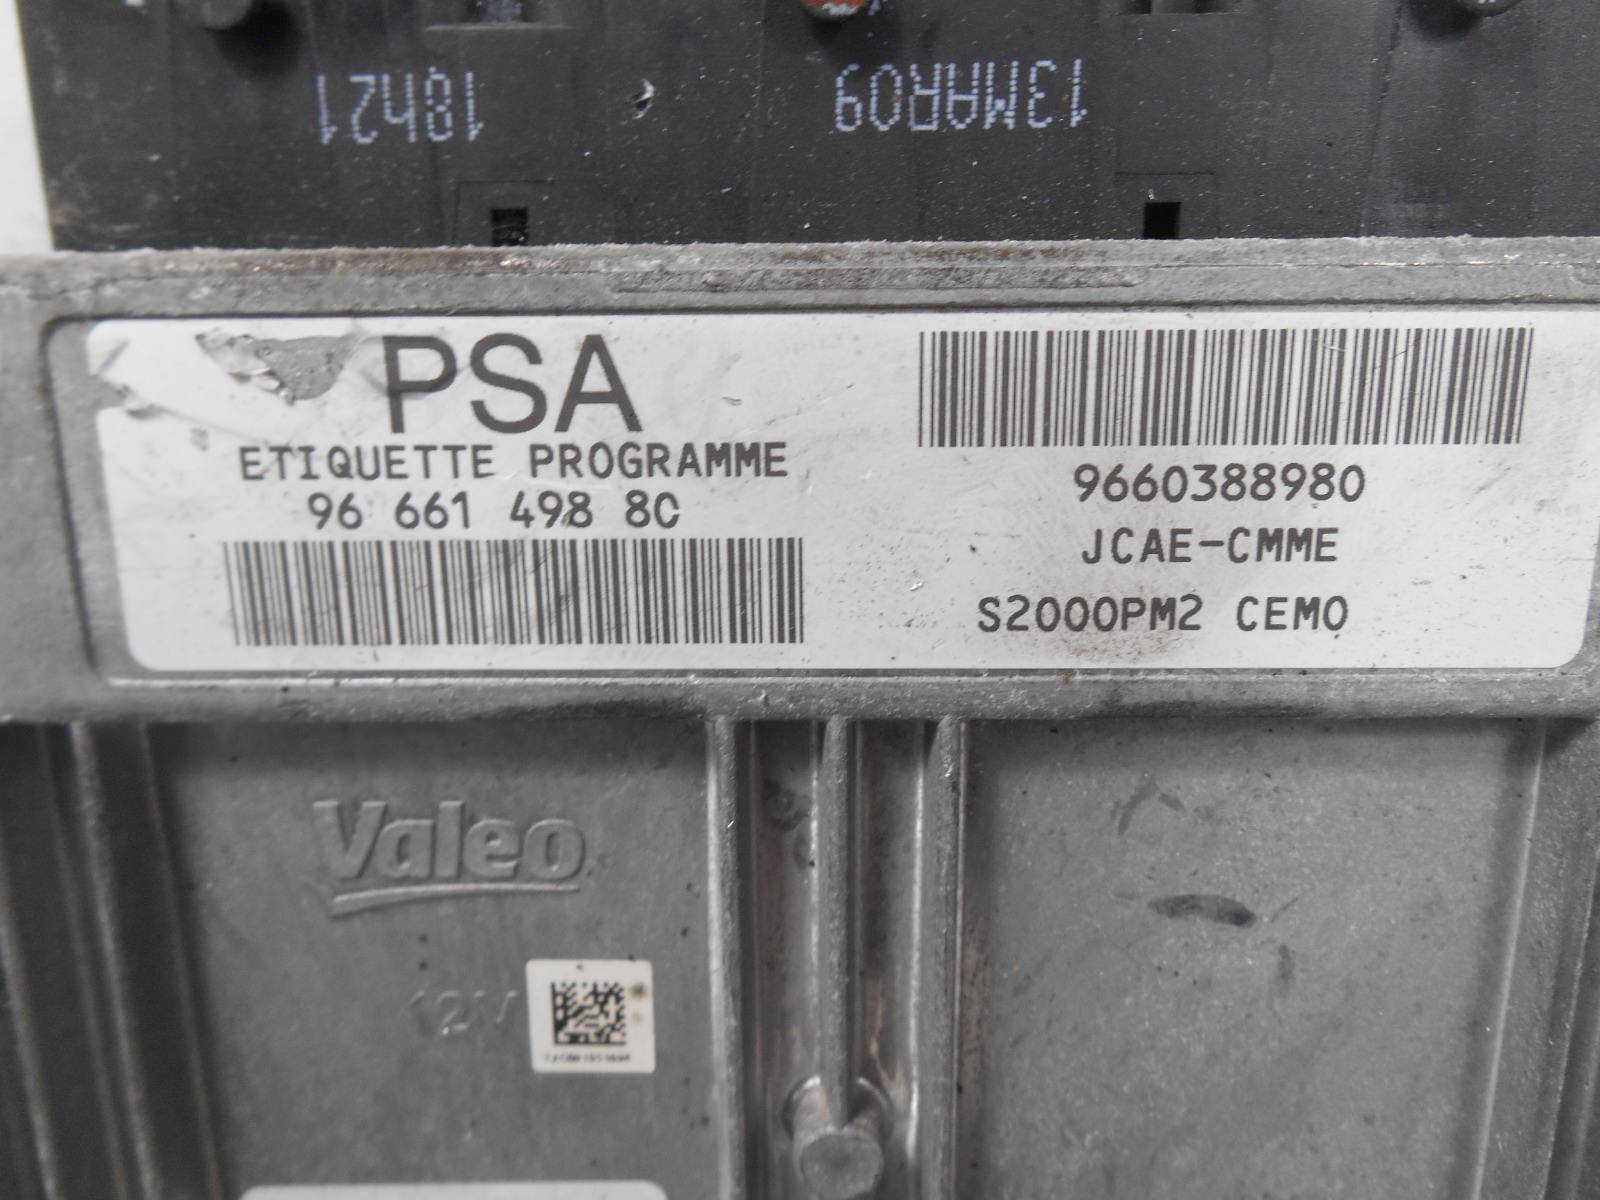 18h21
13MAR09
PSA
ETIQUETTE PROGRAMME
96 661 498 80
9660388980
JCAE-CMME
S2000PM2 CEMO
Valeo
12V